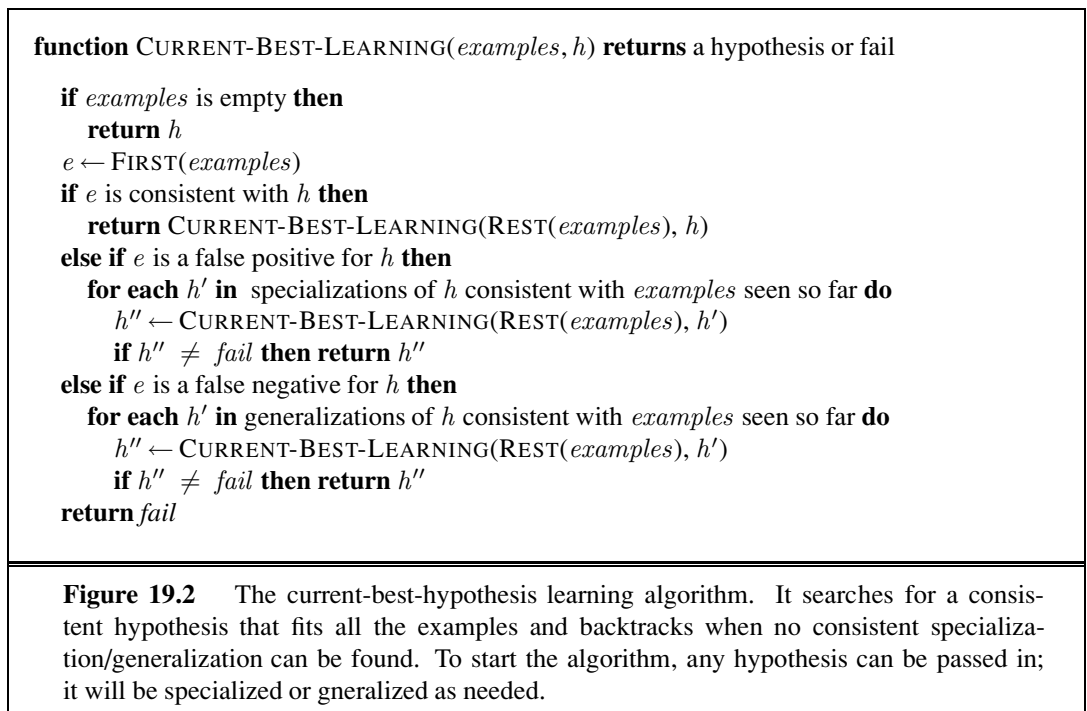 function CURRENT-BEST-LEARNING(examples, h) returns a hypothesis or fail
if examples is empty then
return h
e ← FIRST(examples)
if e is consistent with h then
return CURRENT-BEST-LEARNING(REST(examples), h)
else if e is a false positive for h then
for each h′ in specializations of h consistent with examples seen so far do
h′′ ← CURRENT-BEST-LEARNING(REST(examples), h′)
if h′′ ≠ fail then return h′′
else if e is a false negative for h then
for each h′ in generalizations of h consistent with examples seen so far do
h′′ ← CURRENT-BEST-LEARNING(REST(examples), h′)
if h′′ ≠ fail then return h′′
return fail
Figure 19.2 The current-best-hypothesis learning algorithm. It searches for a consis-
tent hypothesis that fits all the examples and backtracks when no consistent specializa-
tion/generalization can be found. To start the algorithm, any hypothesis can be passed in;
it will be specialized or gneralized as needed.